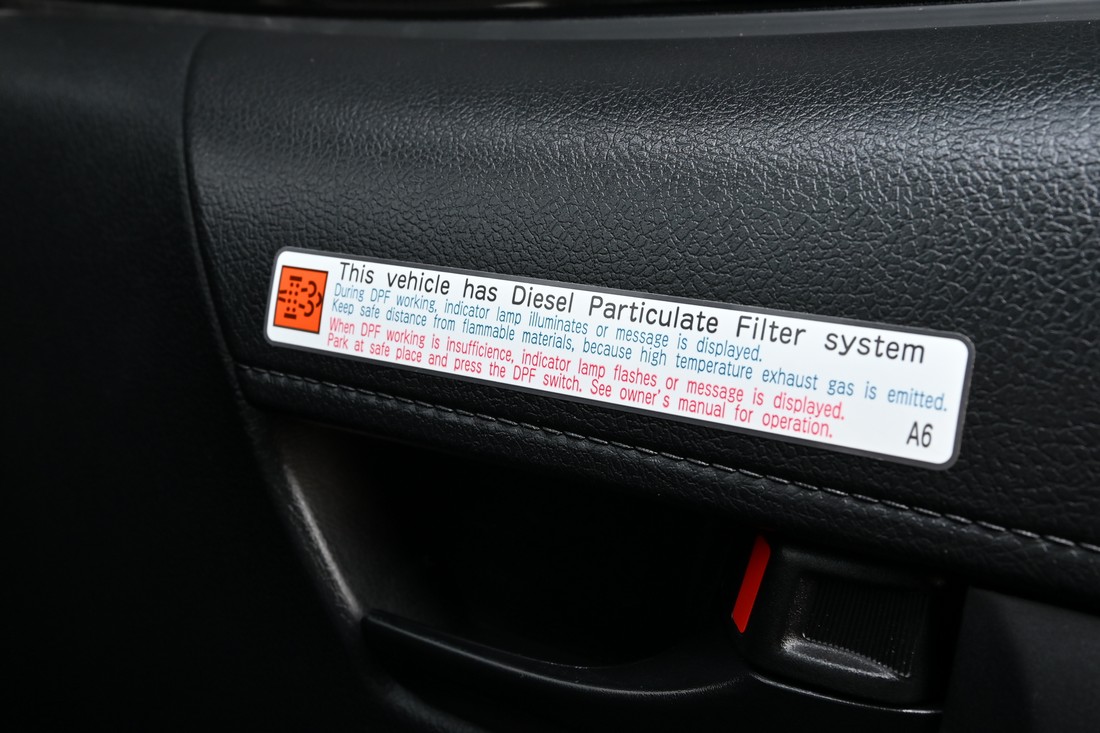 This vehicle has Diesel Particulate Filter system
During DPF working, indicator lamp illuminates or message is displayed.
Keep safe distance from flammable materials, because high temperature exhaust gas is emitted.
When DPF working is insufficience, indicator lamp flashes or message is displayed.
Park at safe place and press the DPF switch. See owner's manual for operation.
A6